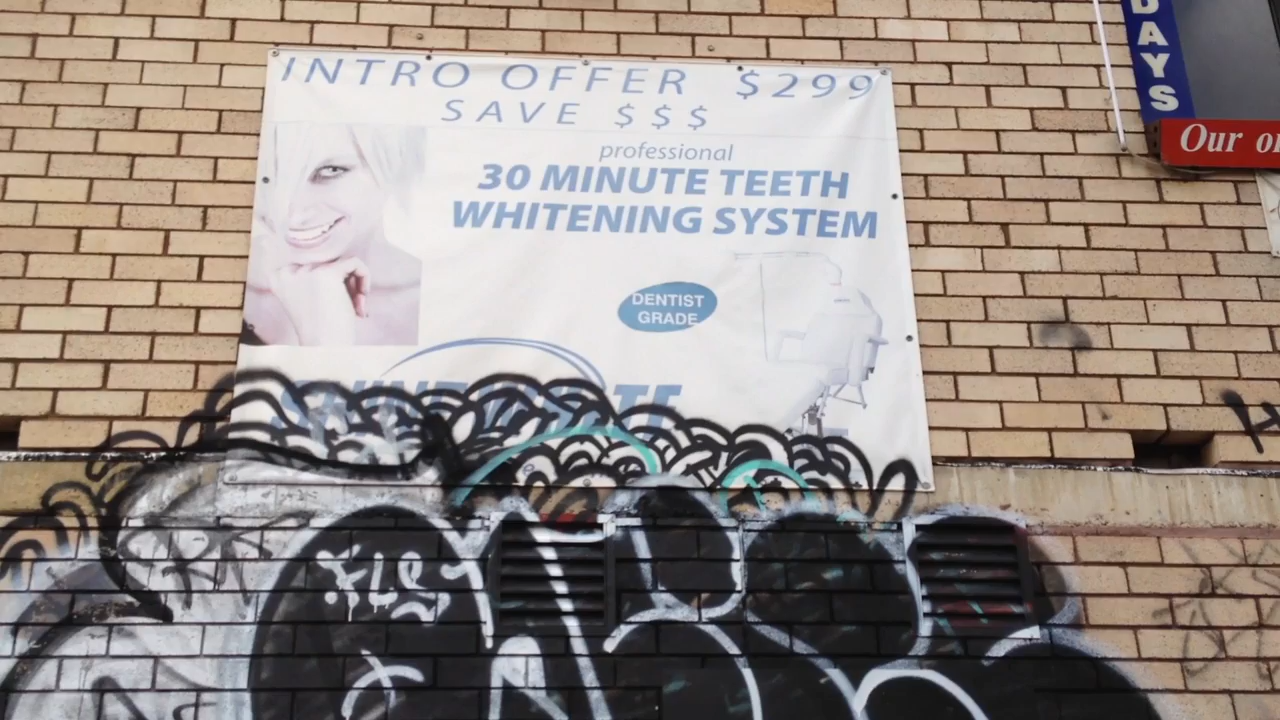 INTRO OFFER $299
SAVE $$$
professional
30 MINUTE TEETH
WHITENING SYSTEM
DENTIST
GRADE
DAYS
Our